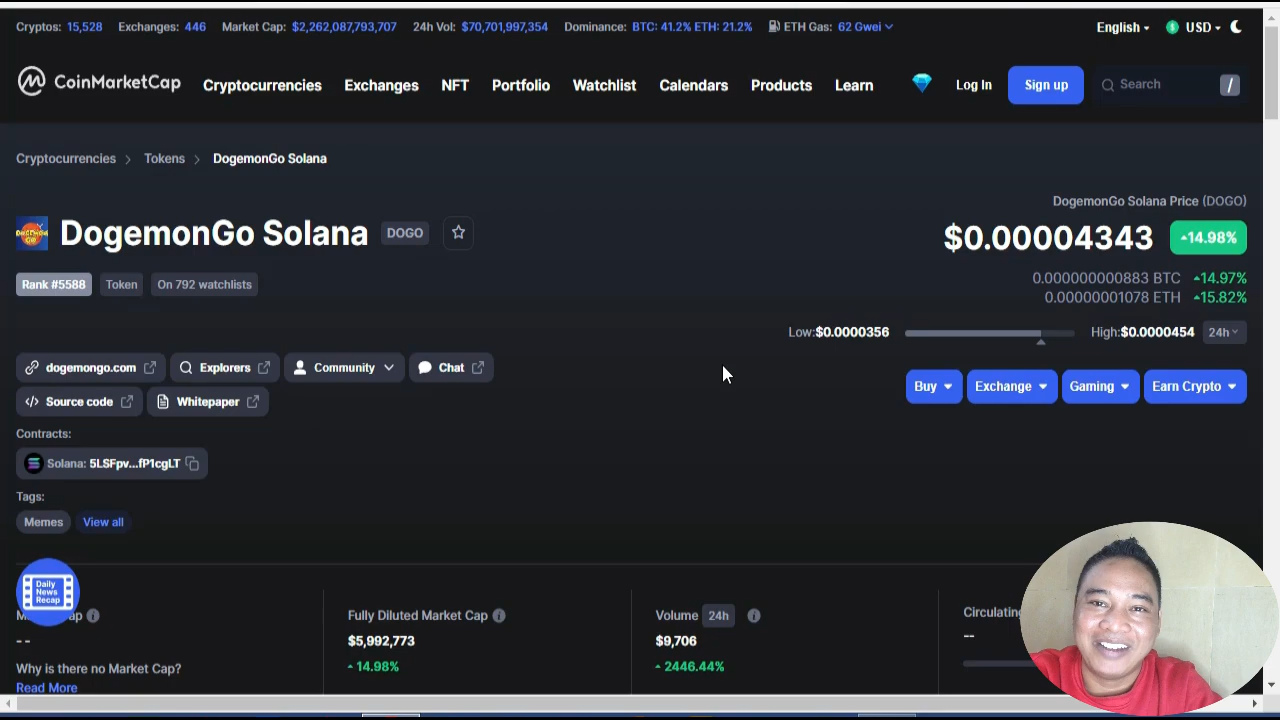 Cryptos: 15,528 Exchanges: 446 Market Cap: $2,262,087,793,707 24h Vol: $70,701,997,354 Dominance: BTC: 41.2% ETH: 21.2% ETH Gas: 62 Gwei English USD
CoinMarketCap Cryptocurrencies Exchanges NFT Portfolio Watchlist Calendars Products Learn Log In Sign up Search /
Cryptocurrencies Tokens DogemonGo Solana
DogemonGo Solana Price (DOGO)
DogemonGo Solana DOGO $0.00004343 14.98%
Rank #5588 Token On 792 watchlists 0.000000000883 BTC 14.97%
0.00000001078 ETH 15.82%
Low:$0.0000356 High:$0.0000454 24h
dogemongo.com Explorers Community Chat
Buy Exchange Gaming Earn Crypto
Source code Whitepaper
Contracts:
Solana: 5LSFpv...fP1cgLT
Tags:
Memes View all
Daily
News
Recap
Fully Diluted Market Cap Volume 24h
-- $5,992,773 $9,706 --
14.98% 2446.44%
Why is there no Market Cap?
Read More